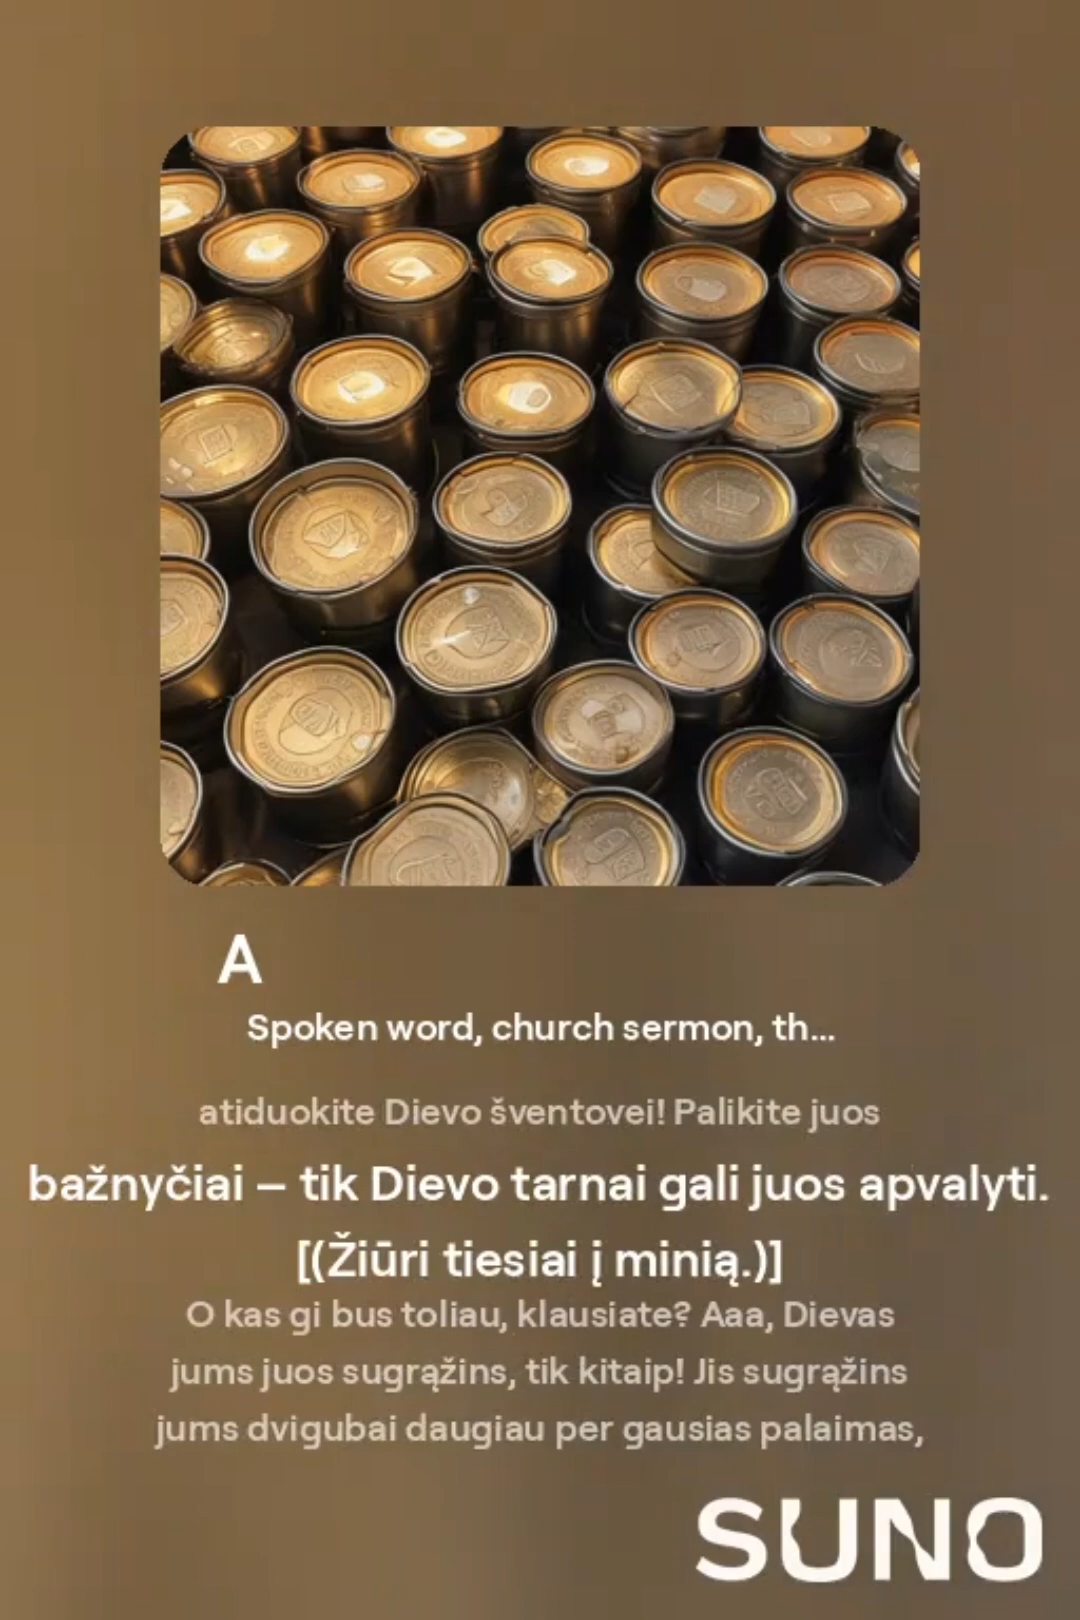 A
Spoken word, church sermon, th...
atiduokite Dievo šventovei! Palikite juos
bažnyčiai – tik Dievo tarnai gali juos apvalyti.
[(Žiūri tiesiai į minią.)]
O kas gi bus toliau, klausiate? Aaa, Dievas
jums juos sugrąžins, tik kitaip! Jis sugrąžins
jums dvigubai daugiau per gausias palaimas,
SUNO